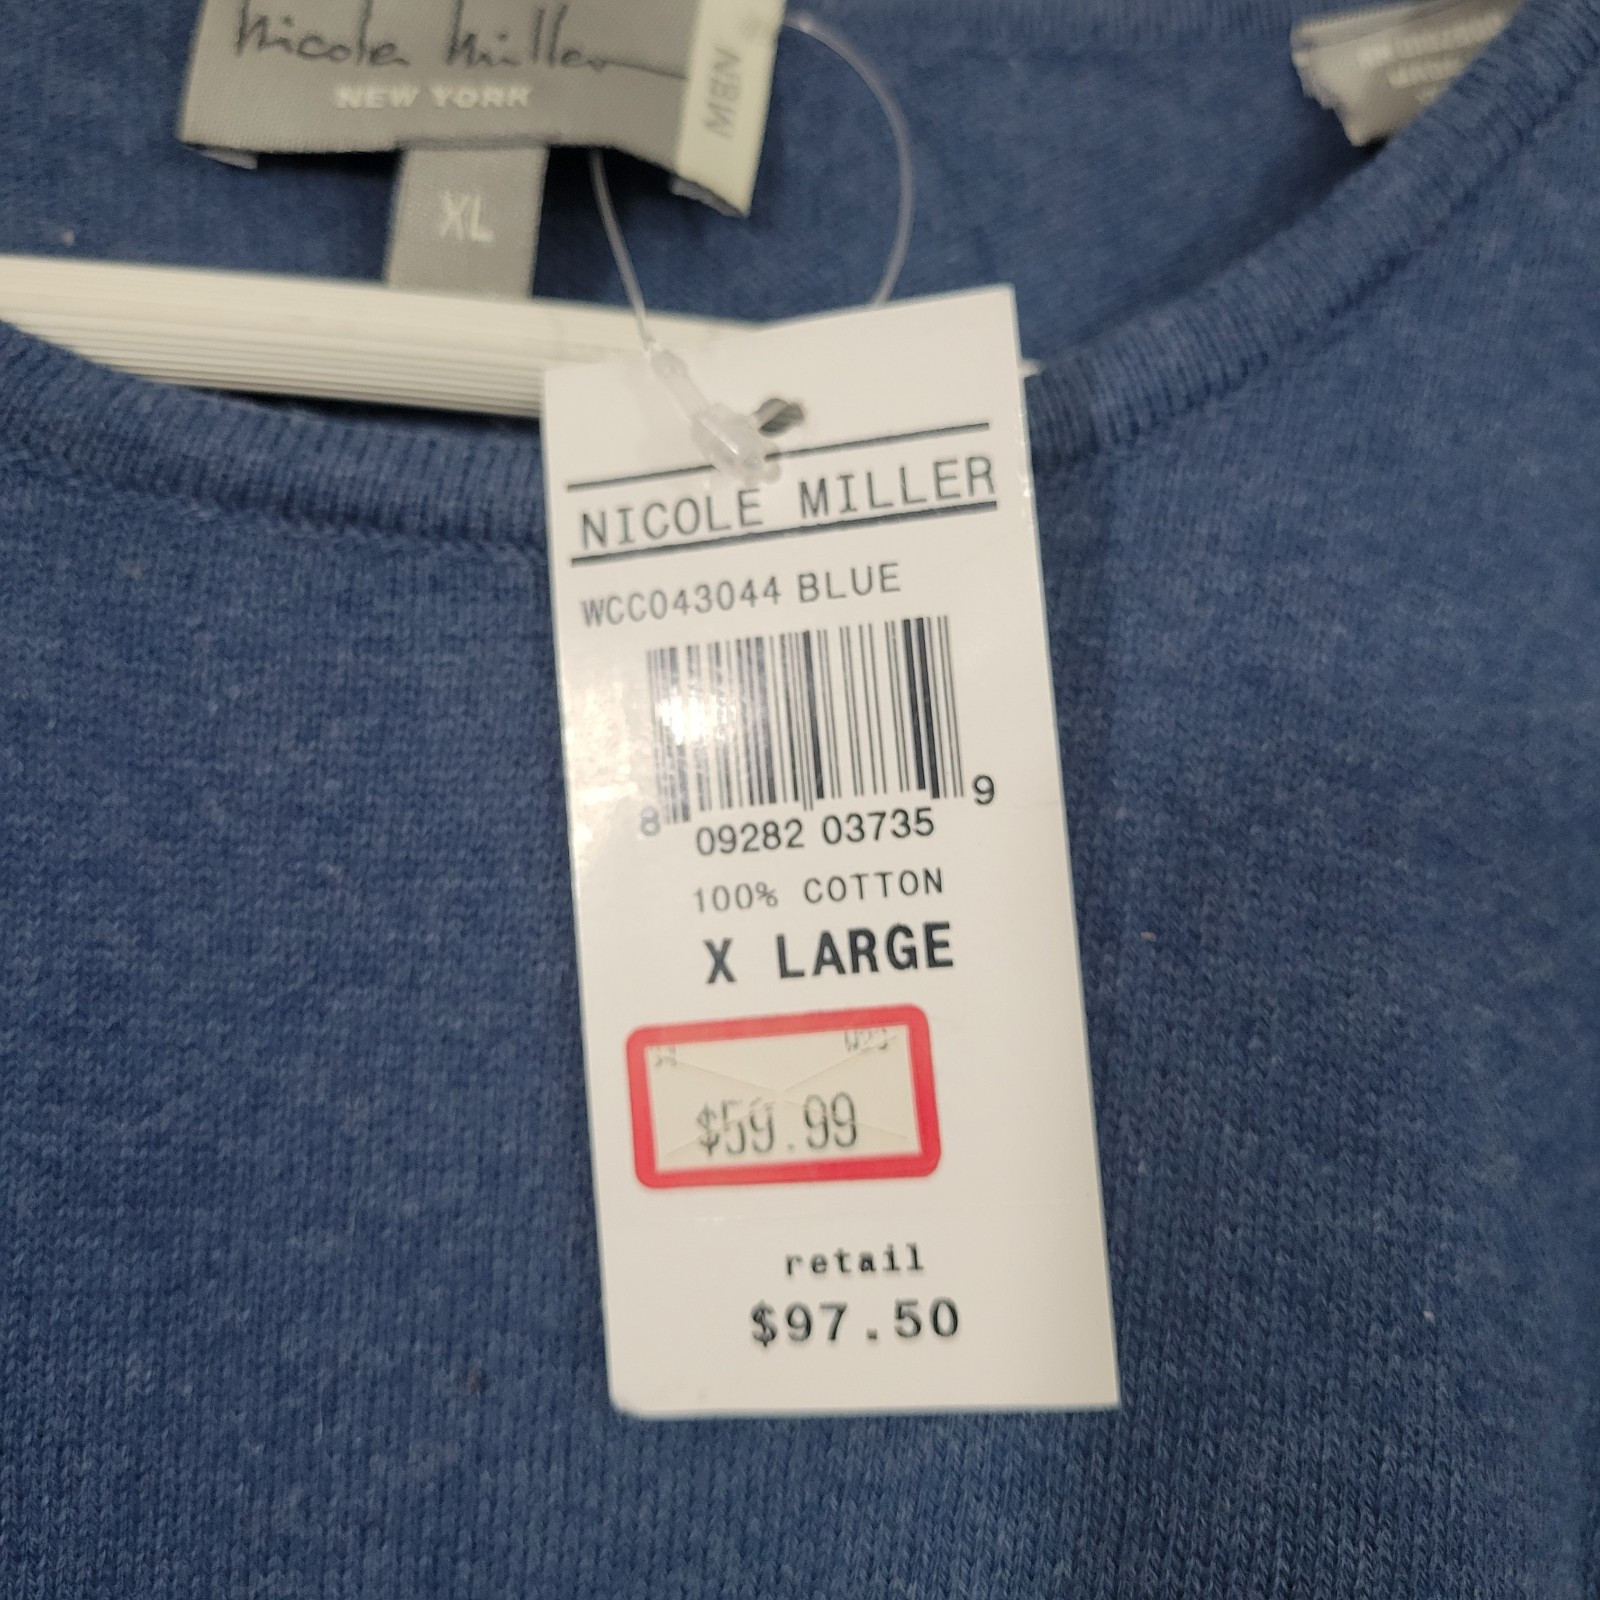 Nicole Miller
NEW YORK
MBN
XL
NICOLE MILLER
WCC043044 BLUE
8 09282 03735 9
100% COTTON
X LARGE
$59.99
retail
$97.50